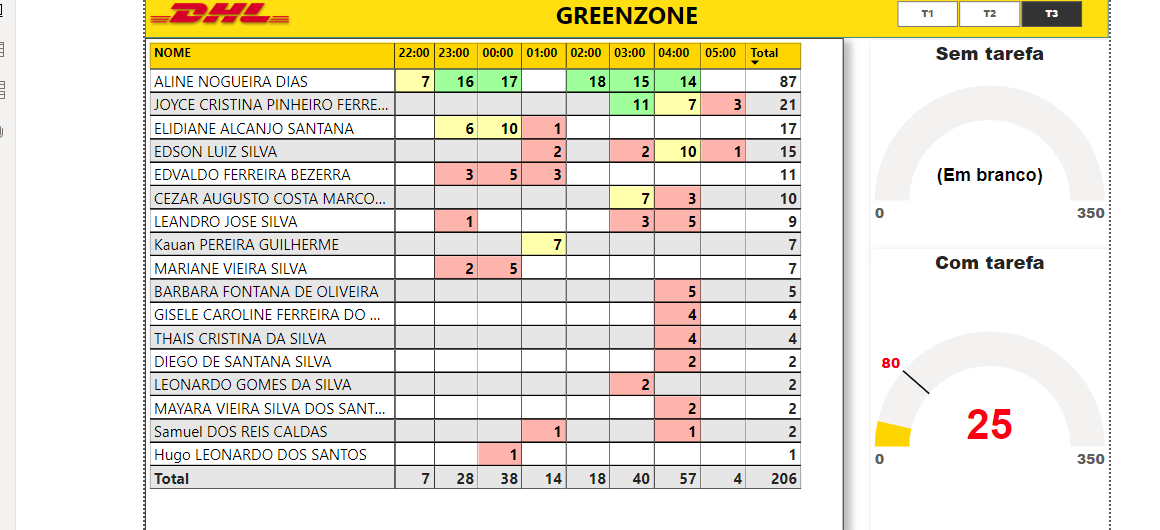 DHL
GREENZONE
T1 T2 T3
NOME 22:00 23:00 00:00 01:00 02:00 03:00 04:00 05:00 Total
ALINE NOGUEIRA DIAS 7 16 17 18 15 14 87
JOYCE CRISTINA PINHEIRO FERRE... 11 7 3 21
ELIDIANE ALCANJO SANTANA 6 10 1 17
EDSON LUIZ SILVA 2 2 10 1 15
EDVALDO FERREIRA BEZERRA 3 5 3 11
CEZAR AUGUSTO COSTA MARCO... 7 3 10
LEANDRO JOSE SILVA 1 3 5 9
Kauan PEREIRA GUILHERME 7 7
MARIANE VIEIRA SILVA 2 5 7
BARBARA FONTANA DE OLIVEIRA 5 5
GISELE CAROLINE FERREIRA DO ... 4 4
THAIS CRISTINA DA SILVA 4 4
DIEGO DE SANTANA SILVA 2 2
LEONARDO GOMES DA SILVA 2 2
MAYARA VIEIRA SILVA DOS SANT... 2 2
Samuel DOS REIS CALDAS 1 1 2
Hugo LEONARDO DOS SANTOS 1 1
Total 7 28 38 14 18 40 57 4 206
Sem tarefa
(Em branco)
0 350
Com tarefa
80
25
0 350